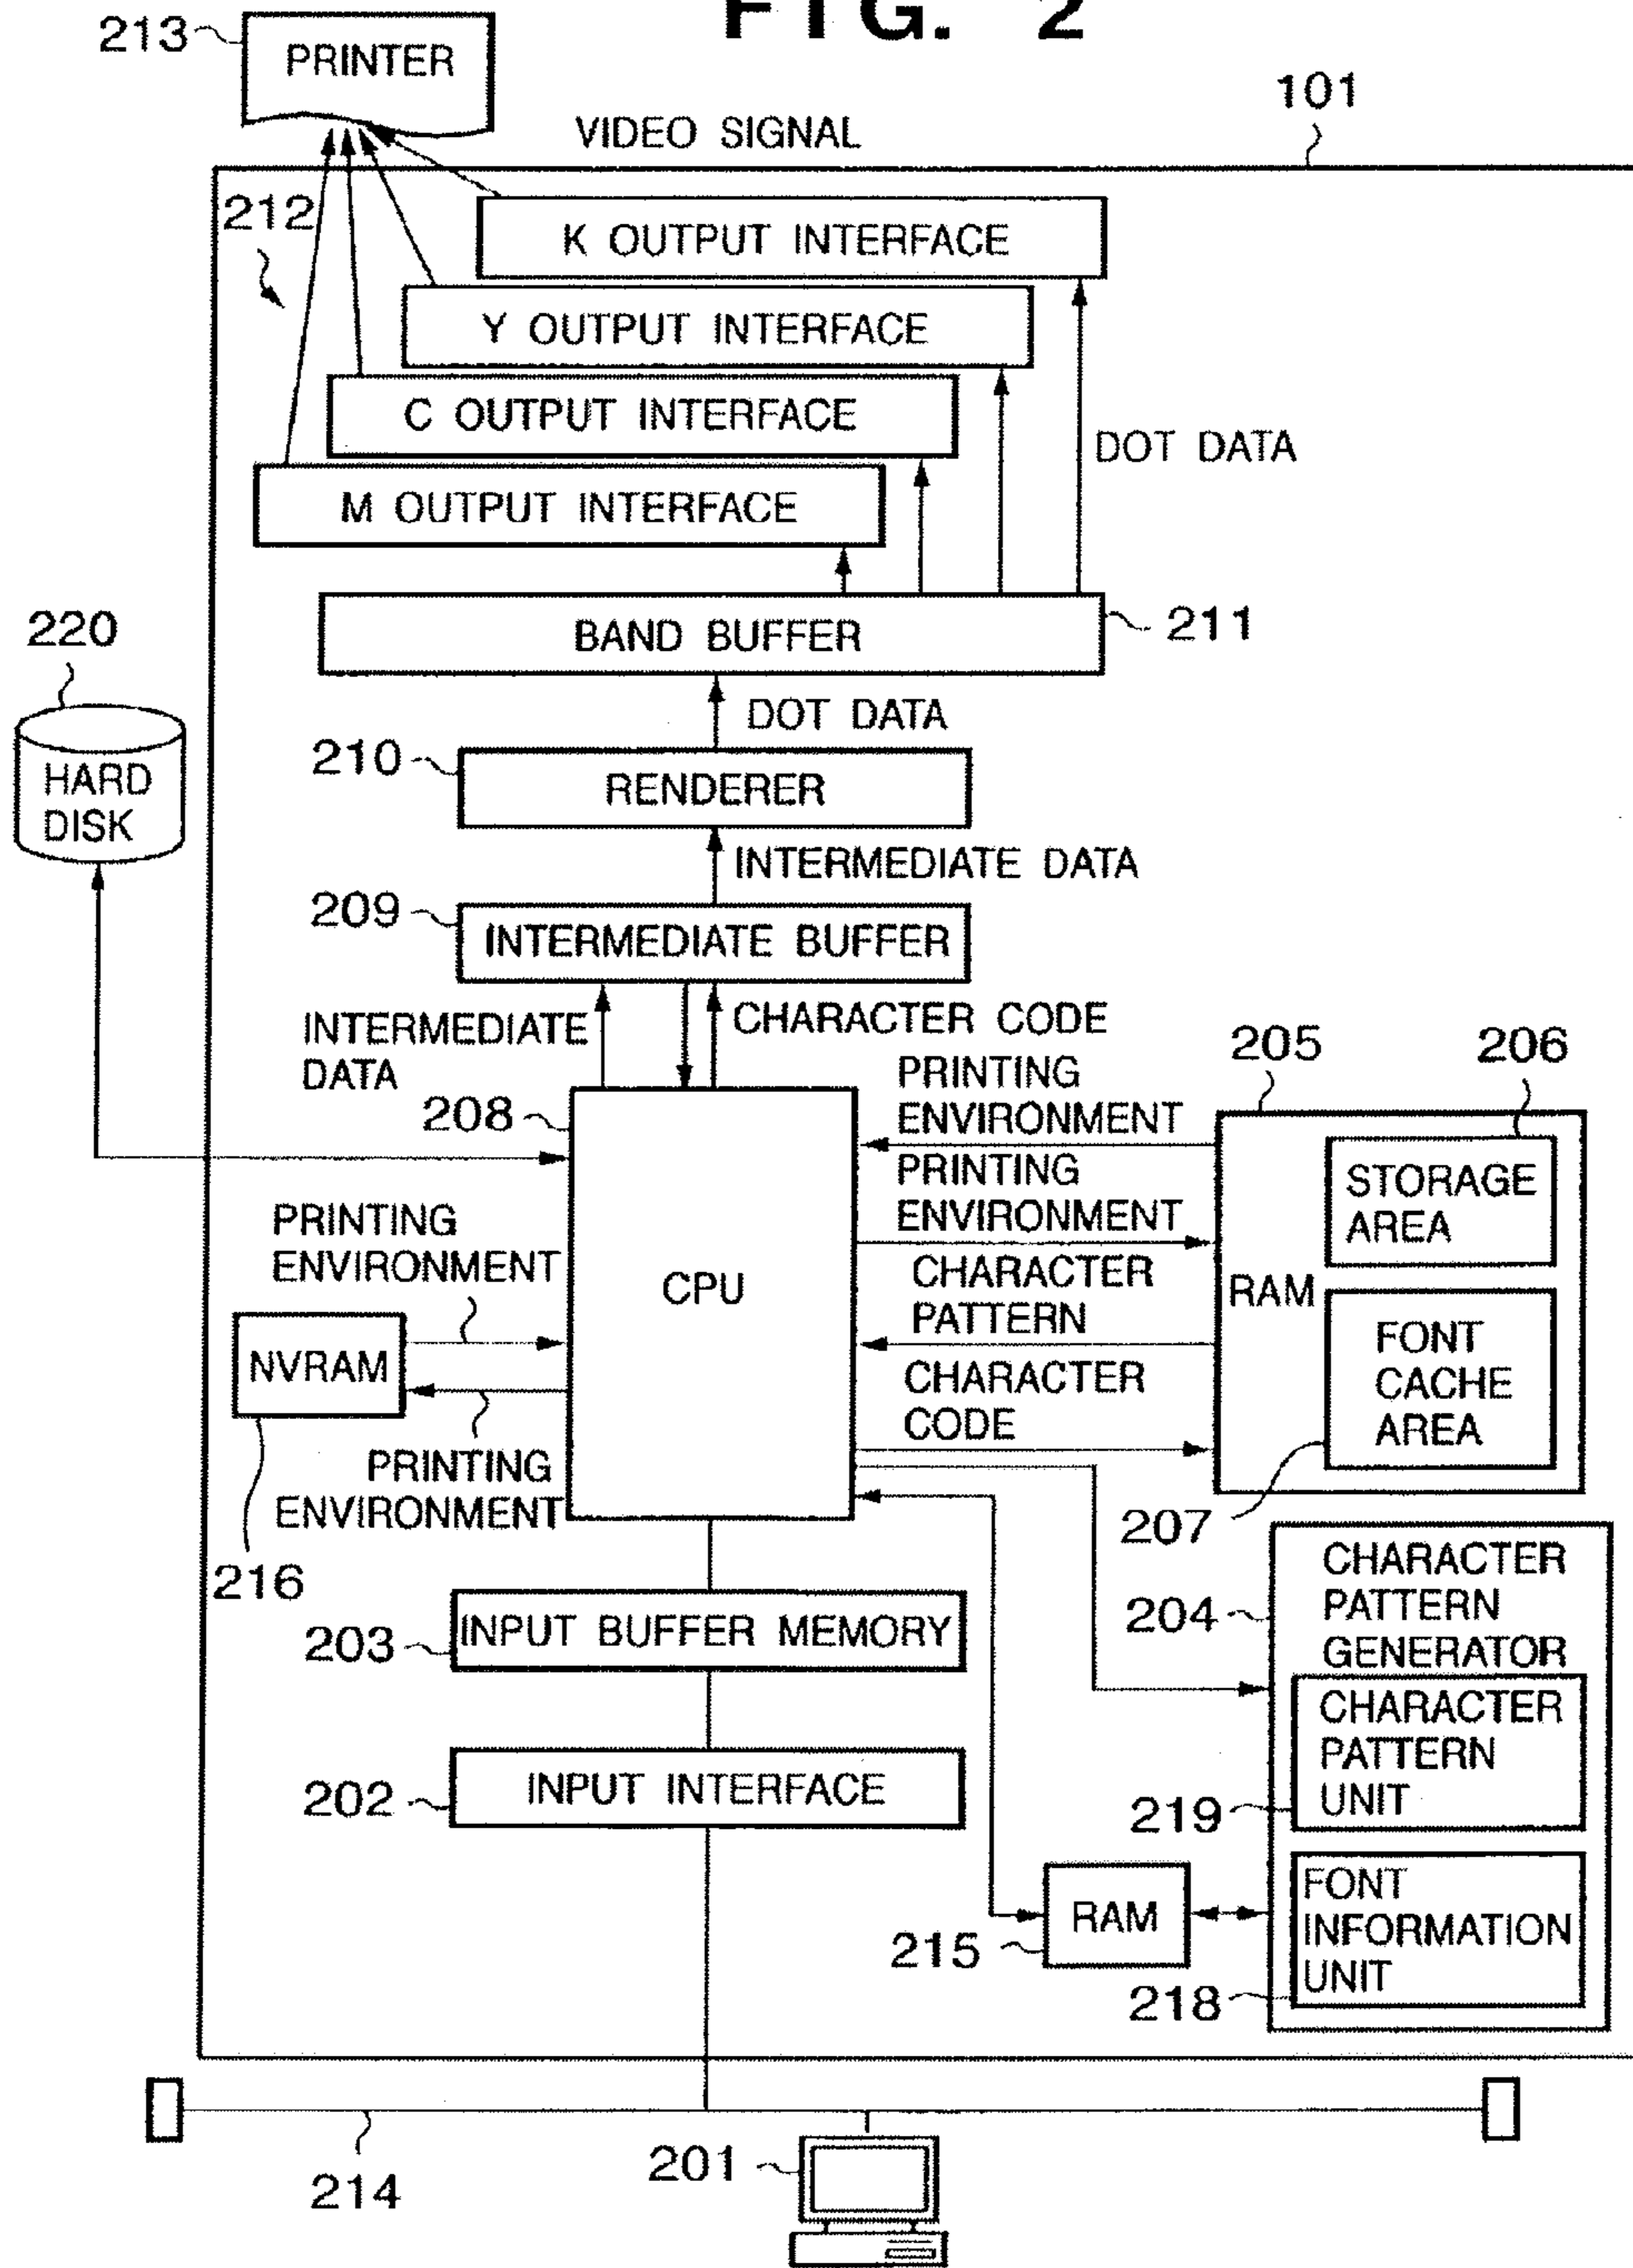 FIG. 2
213
PRINTER
101
VIDEO SIGNAL
212
K OUTPUT INTERFACE
Y OUTPUT INTERFACE
C OUTPUT INTERFACE
DOT DATA
M OUTPUT INTERFACE
220
BAND BUFFER
211
DOT DATA
HARD
DISK
210
RENDERER
INTERMEDIATE DATA
209
INTERMEDIATE BUFFER
INTERMEDIATE
DATA
CHARACTER CODE
205
206
208
PRINTING
ENVIRONMENT
PRINTING
ENVIRONMENT
STORAGE
AREA
PRINTING
ENVIRONMENT
CPU
CHARACTER
PATTERN
RAM
FONT
CACHE
AREA
NVRAM
CHARACTER
CODE
PRINTING
ENVIRONMENT
207
216
CHARACTER
PATTERN
GENERATOR
204
203
INPUT BUFFER MEMORY
CHARACTER
PATTERN
UNIT
219
202
INPUT INTERFACE
RAM
215
FONT
INFORMATION
UNIT
218
214
201